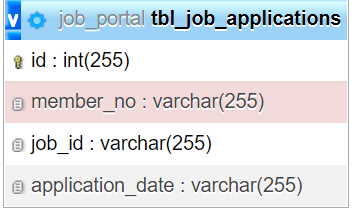 v job_portal tbl_job_applications
id : int(255)
member_no : varchar(255)
job_id : varchar(255)
application_date : varchar(255)